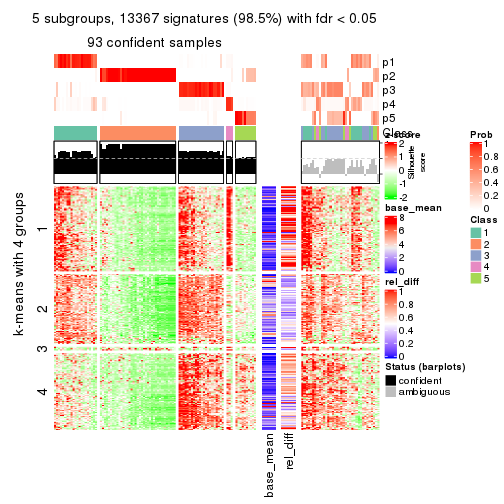 5 subgroups, 13367 signatures (98.5%) with fdr < 0.05
93 confident samples
p1
p2
p3
p4
p5
Class
k-means with 4 groups
1
2
3
4
base_mean
rel_diff
Silhouette
score
z-score
2
1
0
-1
-2
base_mean
8
6
4
2
0
rel_diff
1
0.8
0.6
0.4
0.2
0
Status (barplots)
confident
ambiguous
Prob
1
0.8
0.6
0.4
0.2
0
Class
1
2
3
4
5